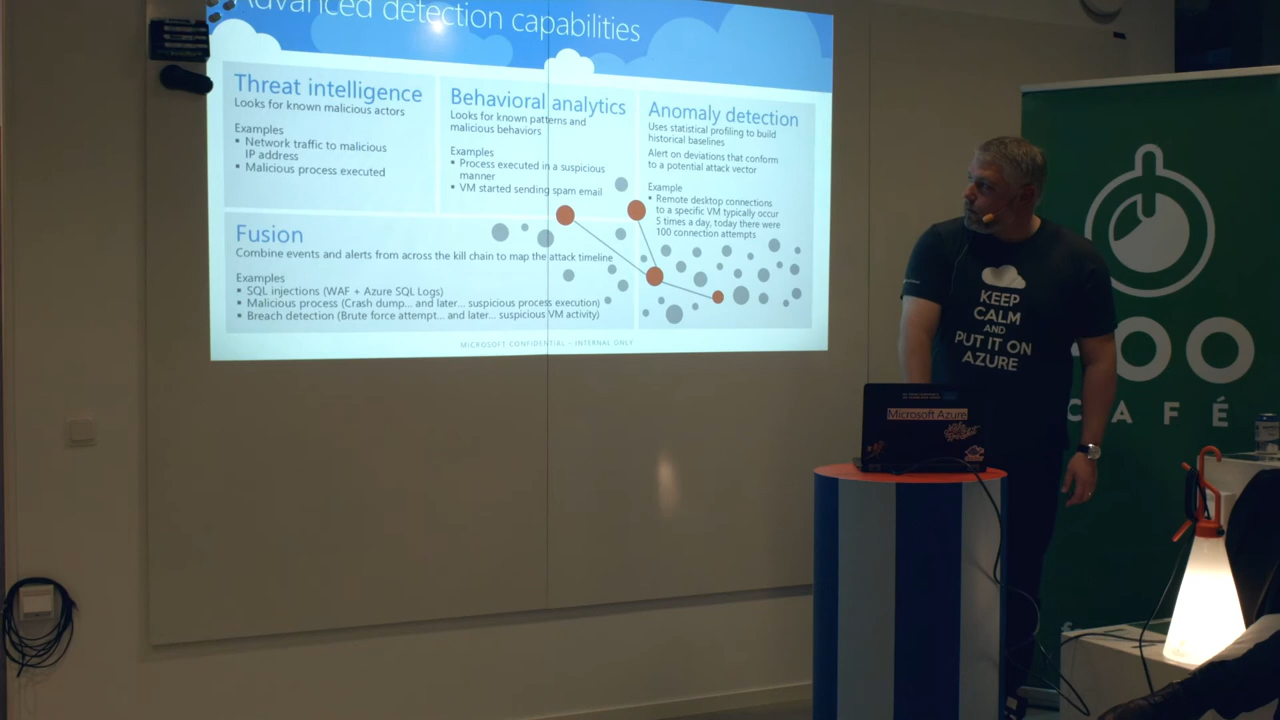 Advanced detection capabilities
Threat intelligence
Looks for known malicious actors
Examples
▪ Network traffic to malicious
IP address
▪ Malicious process executed
Behavioral analytics
Looks for known patterns and
malicious behaviors
Examples
▪ Process executed in a suspicious
manner
▪ VM started sending spam email
Anomaly detection
Uses statistical profiling to build
historical baselines
Alert on deviations that conform
to a potential attack vector
Example
▪ Remote desktop connections
to a specific VM typically occur
5 times a day, today there were
100 connection attempts
Fusion
Combine events and alerts from across the kill chain to map the attack timeline
Examples
▪ SQL injections (WAF + Azure SQL Logs)
▪ Malicious process (Crash dump... and later... suspicious process execution)
▪ Breach detection (Brute force attempt... and later... suspicious VM activity)
MICROSOFT CONFIDENTIAL - INTERNAL ONLY
KEEP
CALM
AND
PUT IT ON
AZURE
Microsoft Azure
CAFÉ